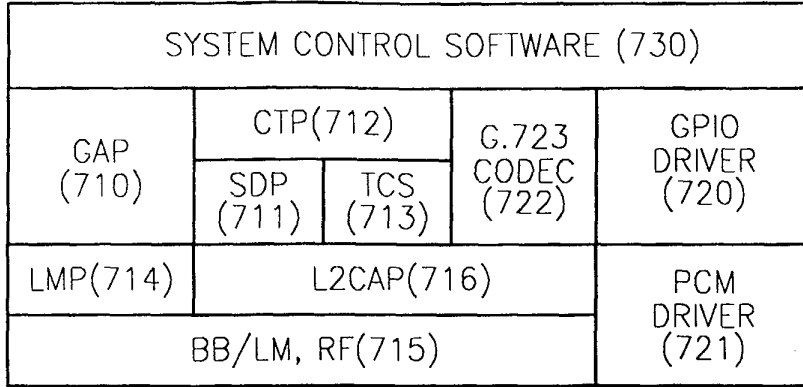 SYSTEM CONTROL SOFTWARE (730)
GAP
(710)
CTP(712)
SDP
(711)
TCS
(713)
G.723
CODEC
(722)
GPIO
DRIVER
(720)
LMP(714)
L2CAP(716)
PCM
DRIVER
(721)
BB/LM, RF(715)